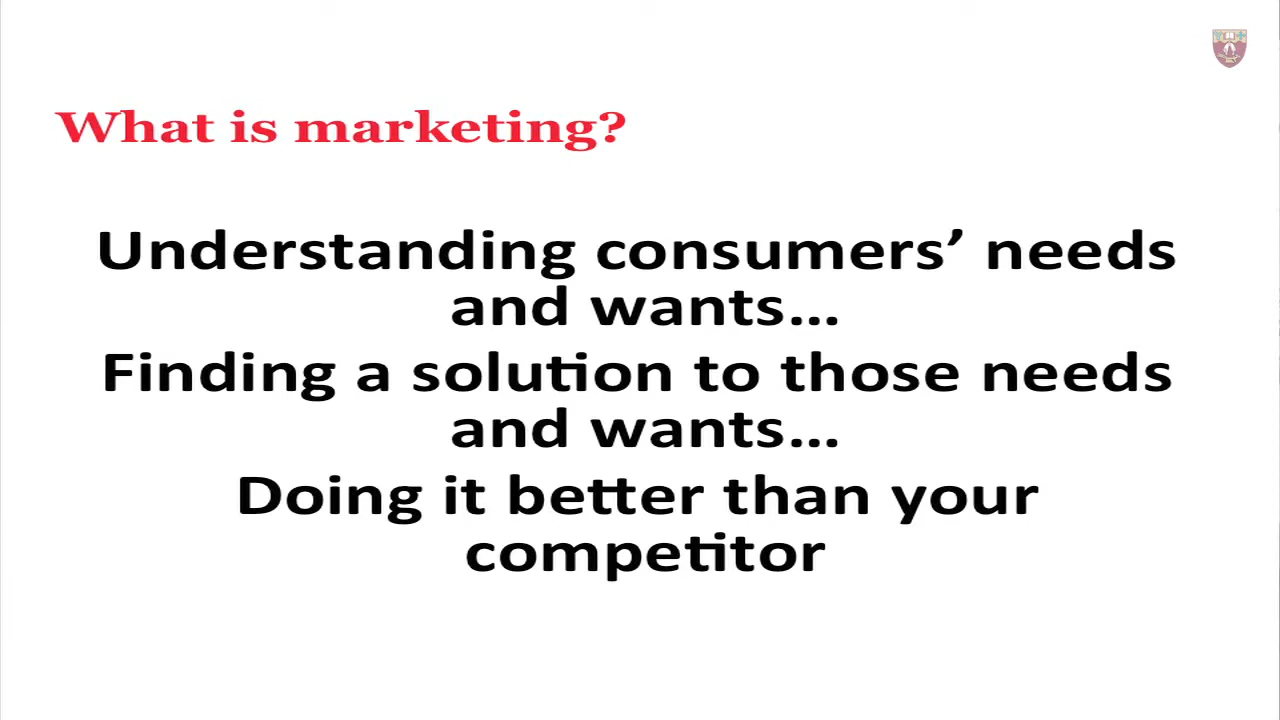 What is marketing?
Understanding consumers’ needs
and wants…
Finding a solution to those needs
and wants…
Doing it better than your
competitor